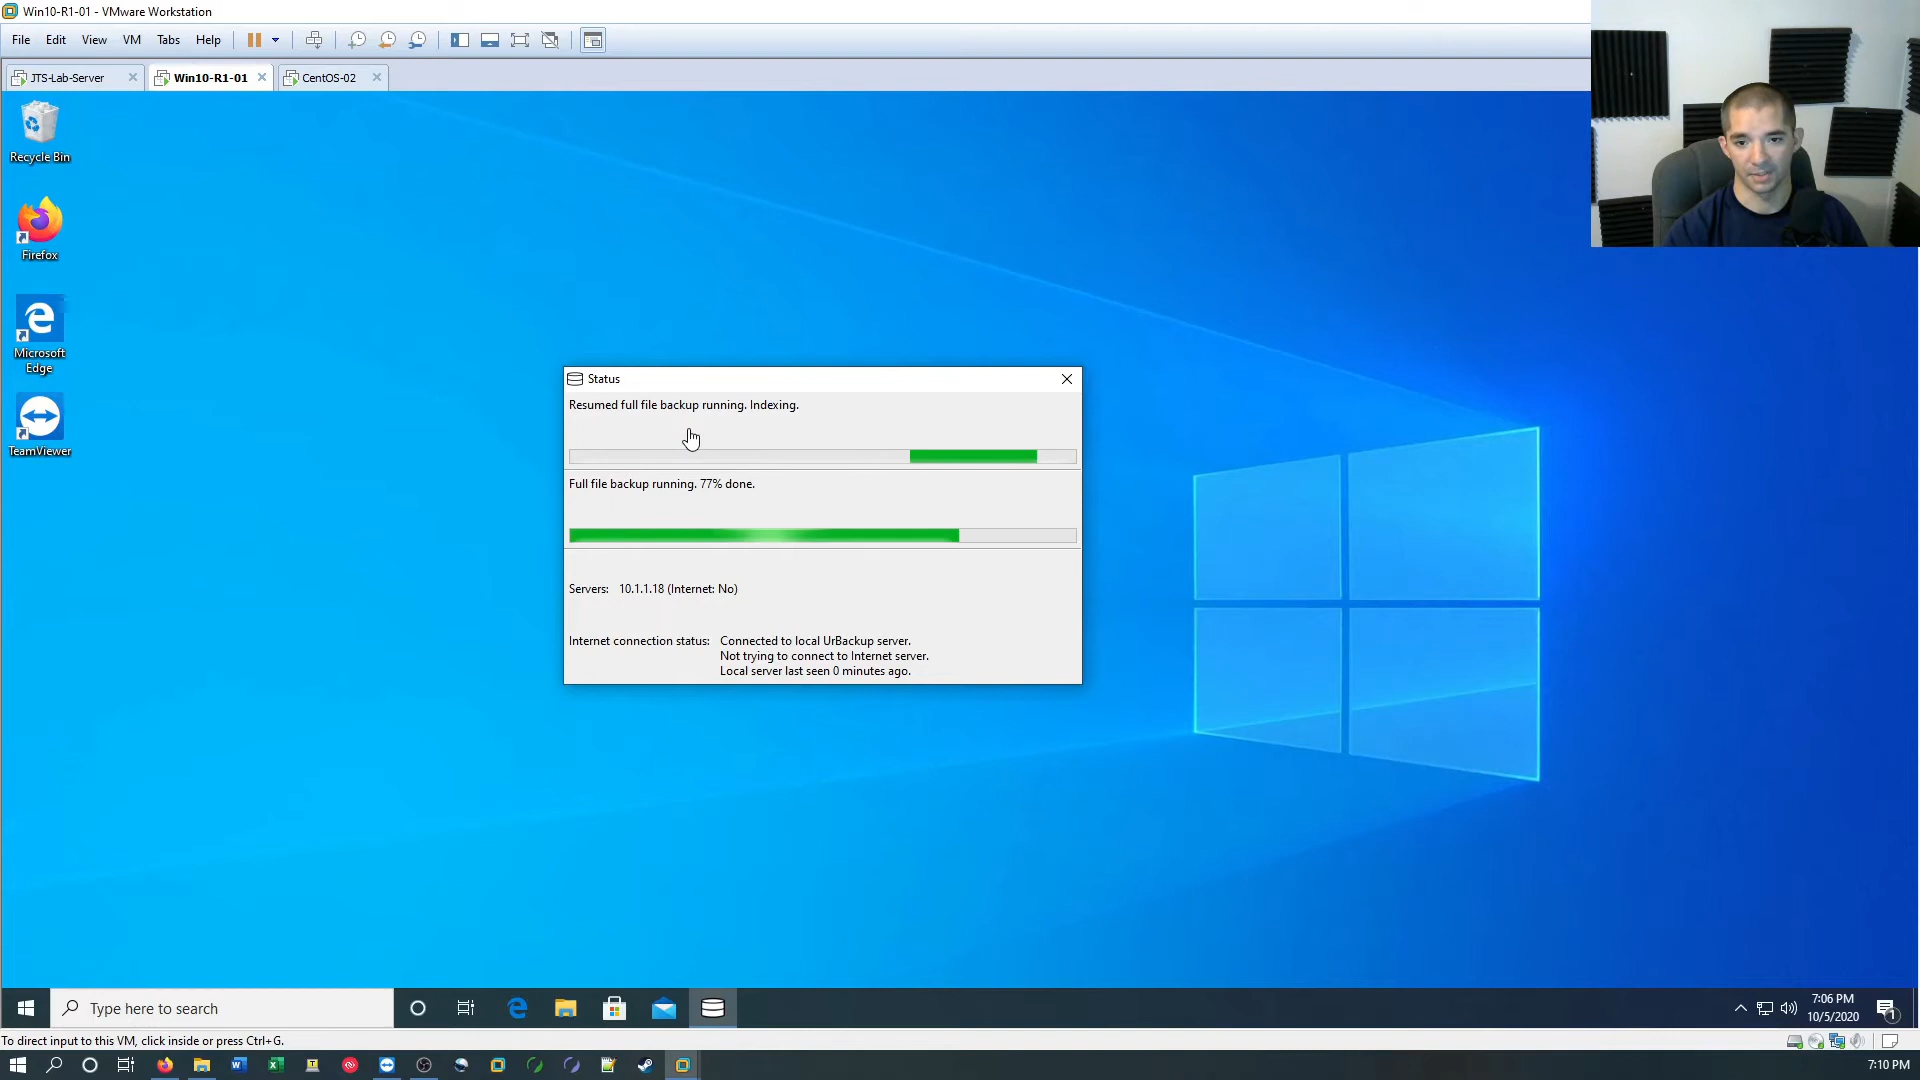 Win10-R1-01 - VMware Workstation
File Edit View VM Tabs Help
JTS-Lab-Server Win10-R1-01 CentOS-02
Recycle Bin
Firefox
Microsoft
Edge
TeamViewer
Status
Resumed full file backup running. Indexing.
Full file backup running. 77% done.
Servers: 10.1.1.18 (Internet: No)
Internet connection status: Connected to local UrBackup server.
Not trying to connect to Internet server.
Local server last seen 0 minutes ago.
Type here to search
7:06 PM
10/5/2020
1
To direct input to this VM, click inside or press Ctrl+G.
7:10 PM